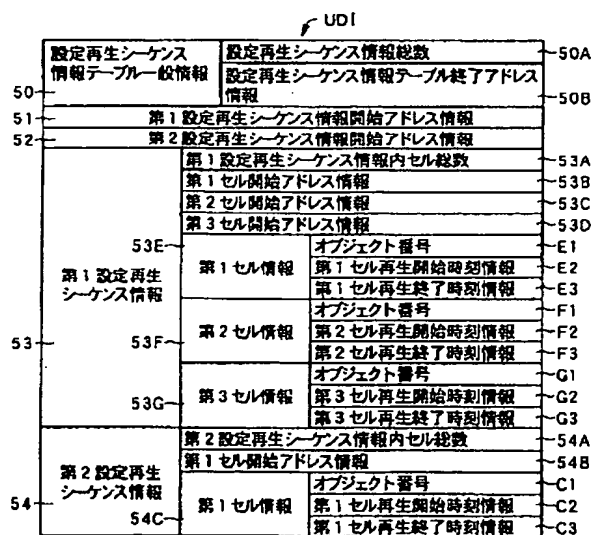 UDI
設定再生シーケンス
情報テーブル一般情報
設定再生シーケンス情報総数
50A
設定再生シーケンス情報テーブル終了アドレス
情報
50
50B
51
第1設定再生シーケンス情報開始アドレス情報
52
第2設定再生シーケンス情報開始アドレス情報
第1設定再生シーケンス情報内セル総数
53A
第1セル開始アドレス情報
53B
第2セル開始アドレス情報
53C
第3セル開始アドレス情報
53D
53
第1設定再生
シーケンス情報
53E
第1セル情報
オブジェクト番号
E1
第1セル再生開始時刻情報
E2
第1セル再生終了時刻情報
E3
53F
第2セル情報
オブジェクト番号
F1
第2セル再生開始時刻情報
F2
第2セル再生終了時刻情報
F3
53G
第3セル情報
オブジェクト番号
G1
第3セル再生開始時刻情報
G2
第3セル再生終了時刻情報
G3
54
第2設定再生
シーケンス情報
第2設定再生シーケンス情報内セル総数
54A
第1セル開始アドレス情報
54B
54C
第1セル情報
オブジェクト番号
C1
第1セル再生開始時刻情報
C2
第1セル再生終了時刻情報
C3